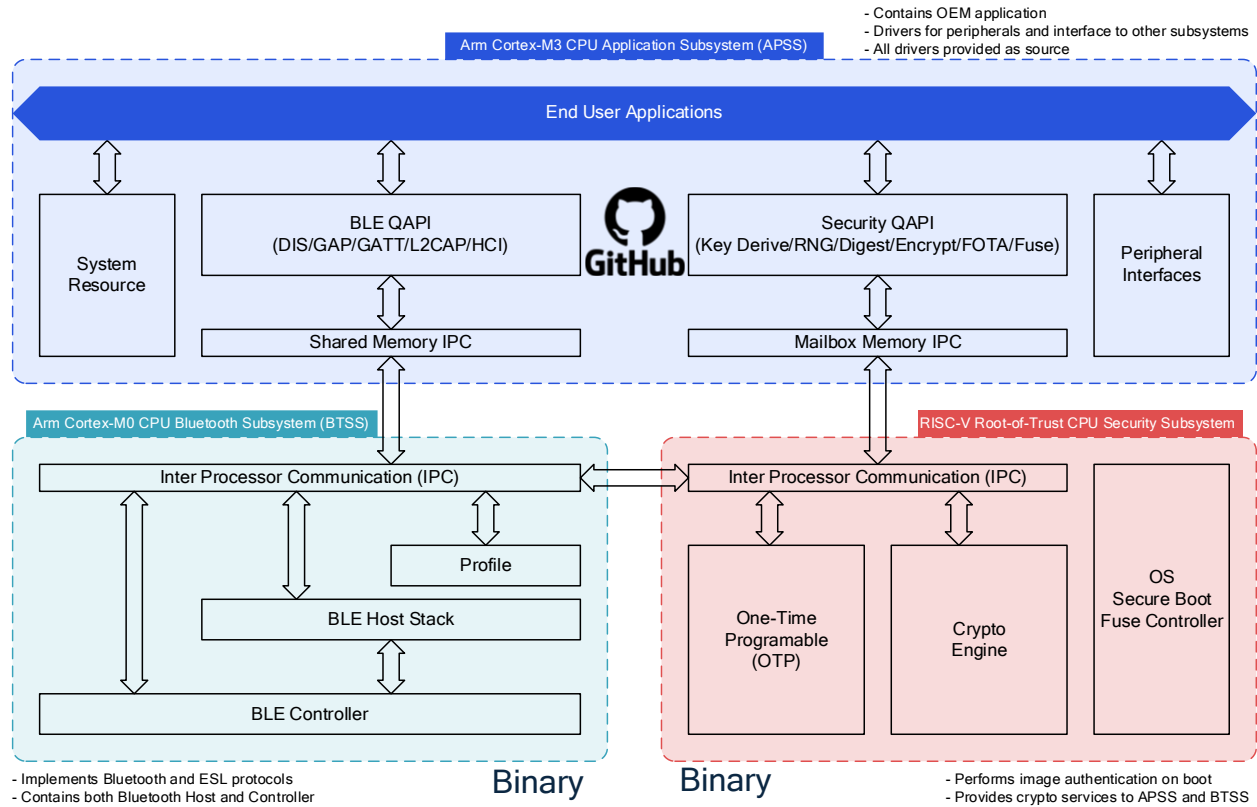 - Contains OEM application
- Drivers for peripherals and interface to other subsystems
- All drivers provided as source
Arm Cortex-M3 CPU Application Subsystem (APSS)
End User Applications
System
Resource
BLE QAPI
(DIS/GAP/GATT/L2CAP/HCI)
GitHub
Security QAPI
(Key Derive/RNG/Digest/Encrypt/FOTA/Fuse)
Peripheral
Interfaces
Shared Memory IPC
Mailbox Memory IPC
Arm Cortex-M0 CPU Bluetooth Subsystem (BTSS)
RISC-V Root-of-Trust CPU Security Subsystem
Inter Processor Communication (IPC)
Profile
BLE Host Stack
BLE Controller
Inter Processor Communication (IPC)
One-Time
Programable
(OTP)
Crypto
Engine
OS
Secure Boot
Fuse Controller
- Implements Bluetooth and ESL protocols
- Contains both Bluetooth Host and Controller
Binary
Binary
- Performs image authentication on boot
- Provides crypto services to APSS and BTSS